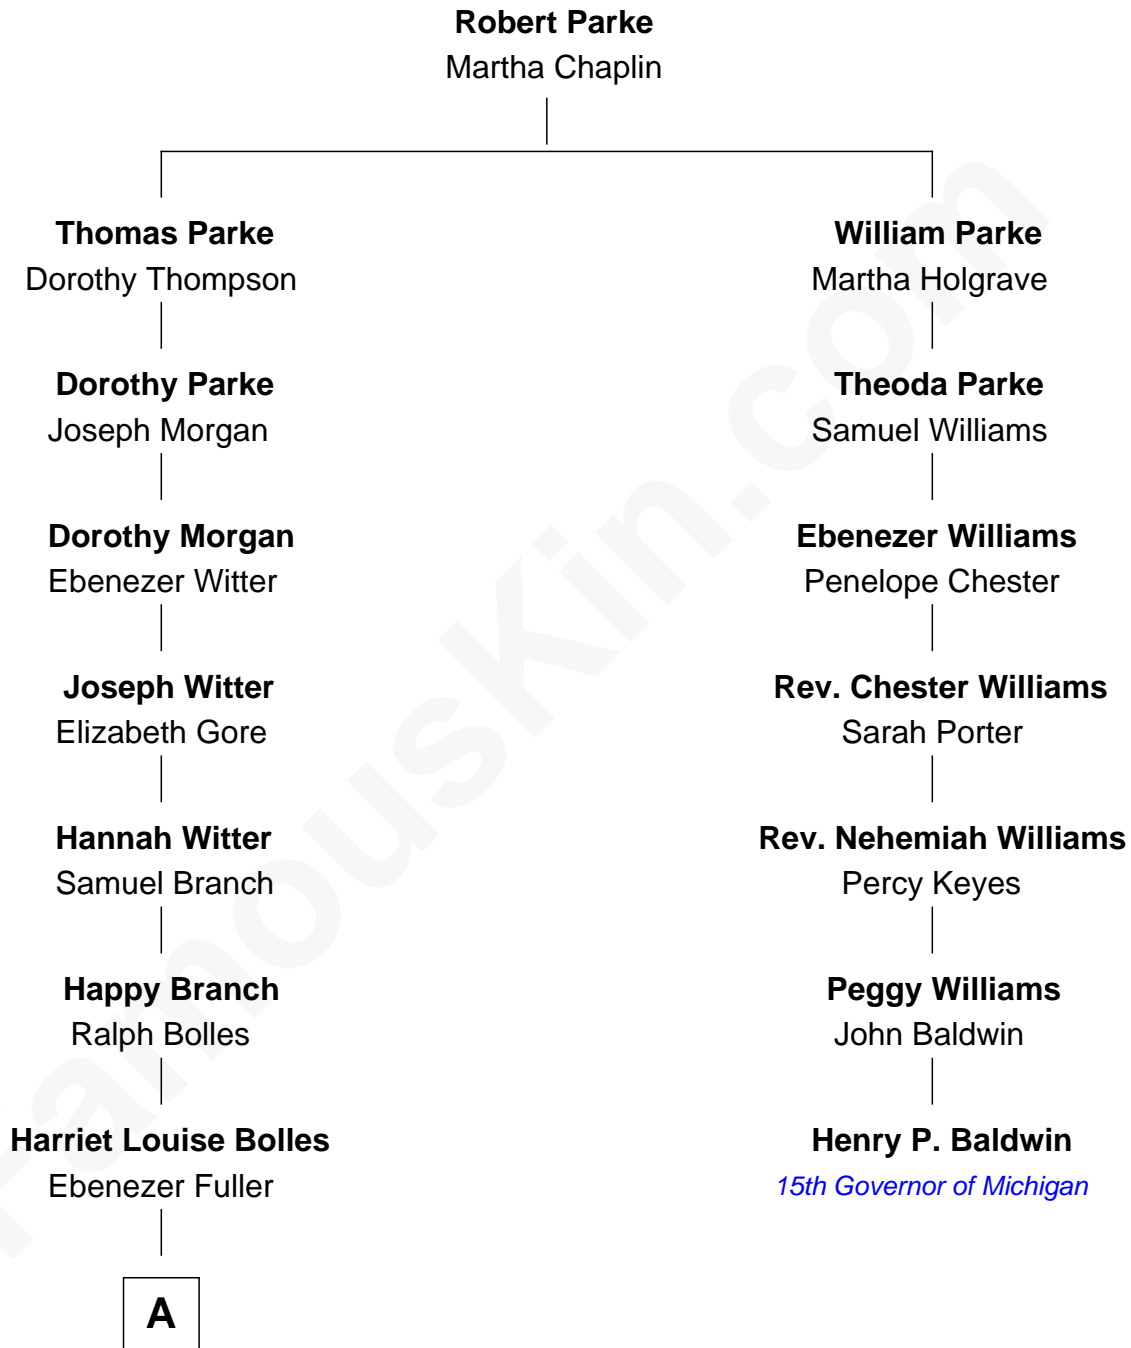 Robert Parke
Martha Chaplin
Thomas Parke
Dorothy Thompson
William Parke
Martha Holgrave
Dorothy Parke
Joseph Morgan
Theoda Parke
Samuel Williams
Dorothy Morgan
Ebenezer Witter
Ebenezer Williams
Penelope Chester
Joseph Witter
Elizabeth Gore
Rev. Chester Williams
Sarah Porter
Hannah Witter
Samuel Branch
Rev. Nehemiah Williams
Percy Keyes
Happy Branch
Ralph Bolles
Peggy Williams
John Baldwin
Harriet Louise Bolles
Ebenezer Fuller
Henry P. Baldwin
15th Governor of Michigan
A
FamousKin.com